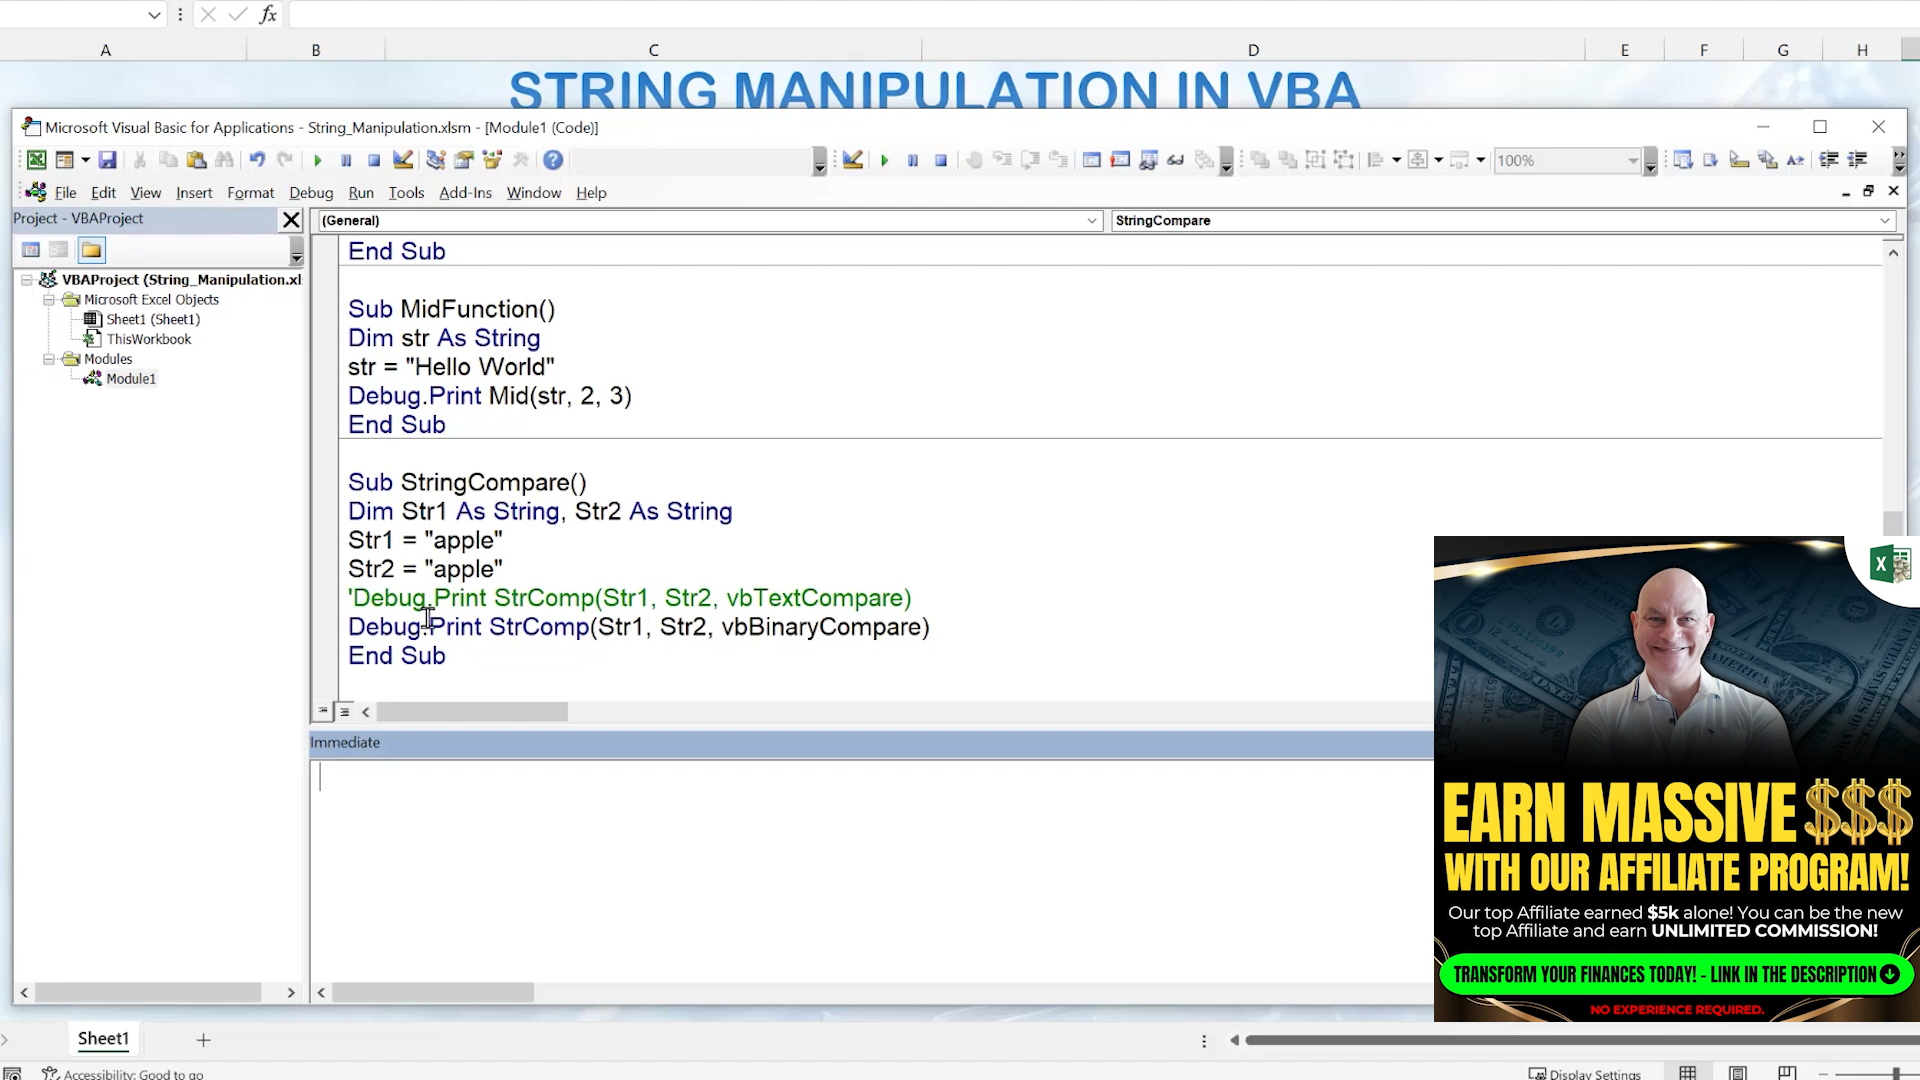 fx
A B C D E F G H
STRING MANIPULATION IN VBA
Microsoft Visual Basic for Applications - String_Manipulation.xlsm - [Module1 (Code)]
100%
File Edit View Insert Format Debug Run Tools Add-Ins Window Help
Project - VBAProject
(General)
StringCompare
VBAProject (String_Manipulation.xl
Microsoft Excel Objects
Sheet1 (Sheet1)
ThisWorkbook
Modules
Module1
End Sub
Sub MidFunction()
Dim str As String
str = "Hello World"
Debug.Print Mid(str, 2, 3)
End Sub
Sub StringCompare()
Dim Str1 As String, Str2 As String
Str1 = "apple"
Str2 = "apple"
'Debug.Print StrComp(Str1, Str2, vbTextCompare)
Debug.Print StrComp(Str1, Str2, vbBinaryCompare)
End Sub
Immediate
X
EARN MASSIVE $$$
WITH OUR AFFILIATE PROGRAM!
Our top Affiliate earned $5k alone! You can be the new
top Affiliate and earn UNLIMITED COMMISSION!
TRANSFORM YOUR FINANCES TODAY! - LINK IN THE DESCRIPTION
NO EXPERIENCE REQUIRED.
Sheet1
Accessibility: Good to go
Display Settings